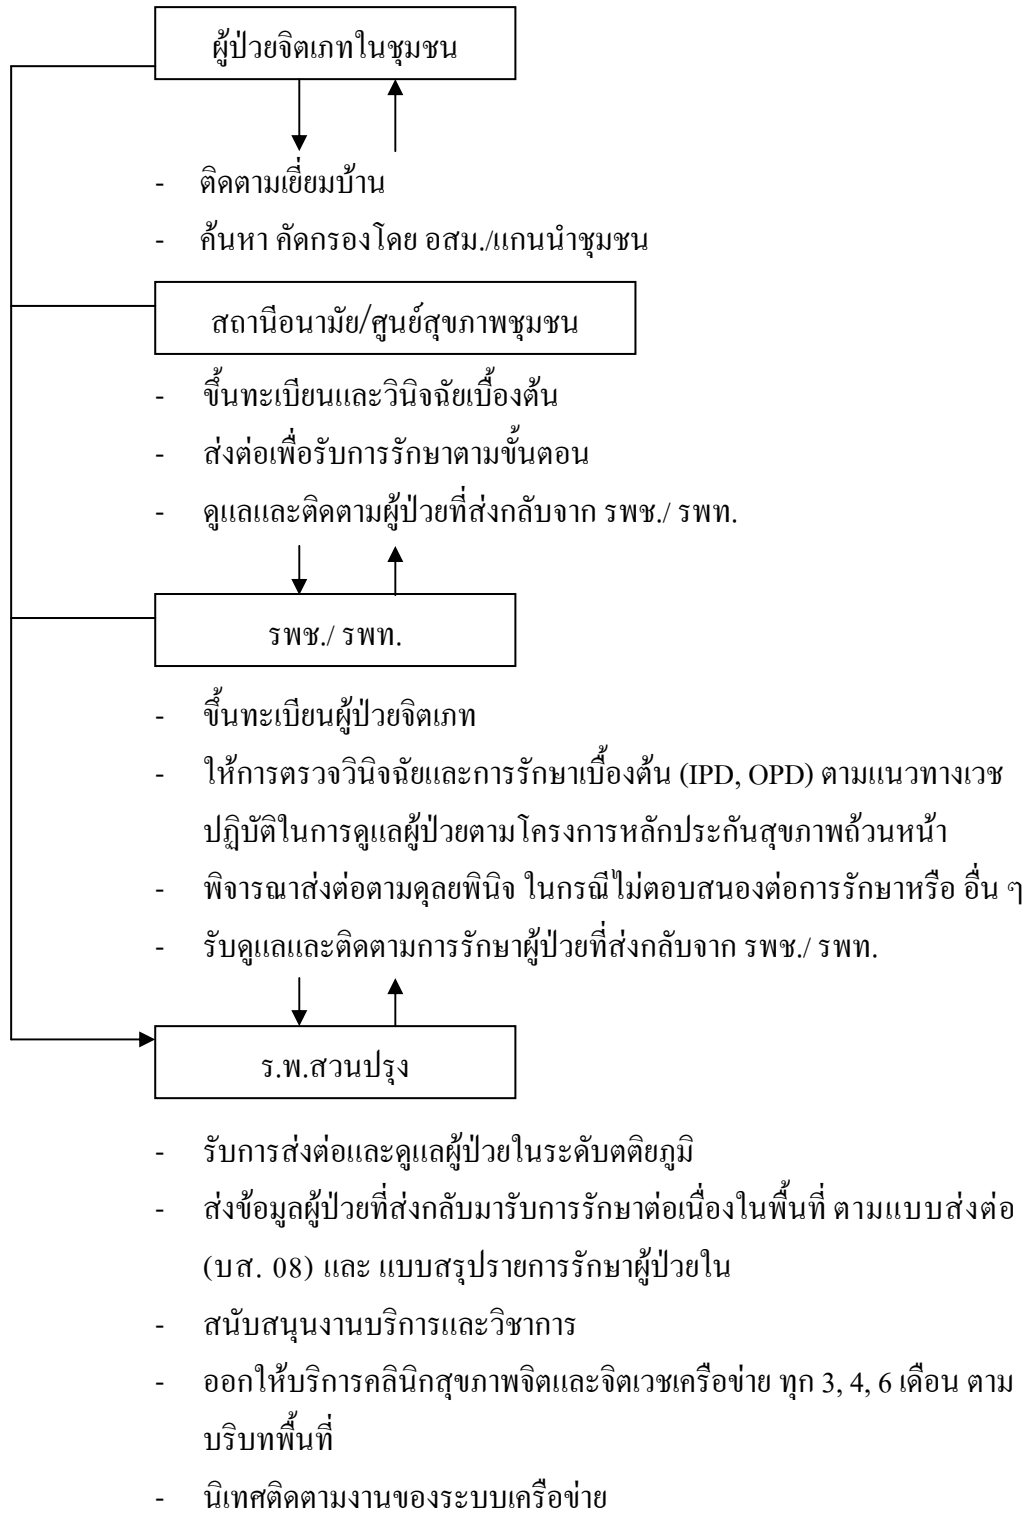 ผู้ป่วยจิตเภทในชุมชน
- ติดตามเยี่ยมบ้าน
- ค้นหา คัดกรองโดย อสม./แกนนำชุมชน
สถานีอนามัย/ศูนย์สุขภาพชุมชน
- ขึ้นทะเบียนและวินิจฉัยเบื้องต้น
- ส่งต่อเพื่อรับการรักษาตามขั้นตอน
- ดูแลและติดตามผู้ป่วยที่ส่งกลับจาก รพช./ รพท.
รพช./ รพท.
- ขึ้นทะเบียนผู้ป่วยจิตเภท
- ให้การตรวจวินิจฉัยและการรักษาเบื้องต้น (IPD, OPD) ตามแนวทางเวช
ปฏิบัติในการดูแลผู้ป่วยตามโครงการหลักประกันสุขภาพถ้วนหน้า
- พิจารณาส่งต่อตามดุลยพินิจ ในกรณีไม่ตอบสนองต่อการรักษาหรือ อื่น ๆ
- รับดูแลและติดตามการรักษาผู้ป่วยที่ส่งกลับจาก รพช./ รพท.
ร.พ.สวนปรุง
- รับการส่งต่อและดูแลผู้ป่วยในระดับตติยภูมิ
- ส่งข้อมูลผู้ป่วยที่ส่งกลับมารับการรักษาต่อเนื่องในพื้นที่ ตามแบบส่งต่อ
(บส. 08) และ แบบสรุปรายการรักษาผู้ป่วยใน
- สนับสนุนงานบริการและวิชาการ
- ออกให้บริการคลินิกสุขภาพจิตและจิตเวชเครือข่าย ทุก 3, 4, 6 เดือน ตาม
บริบทพื้นที่
- นิเทศติดตามงานของระบบเครือข่าย